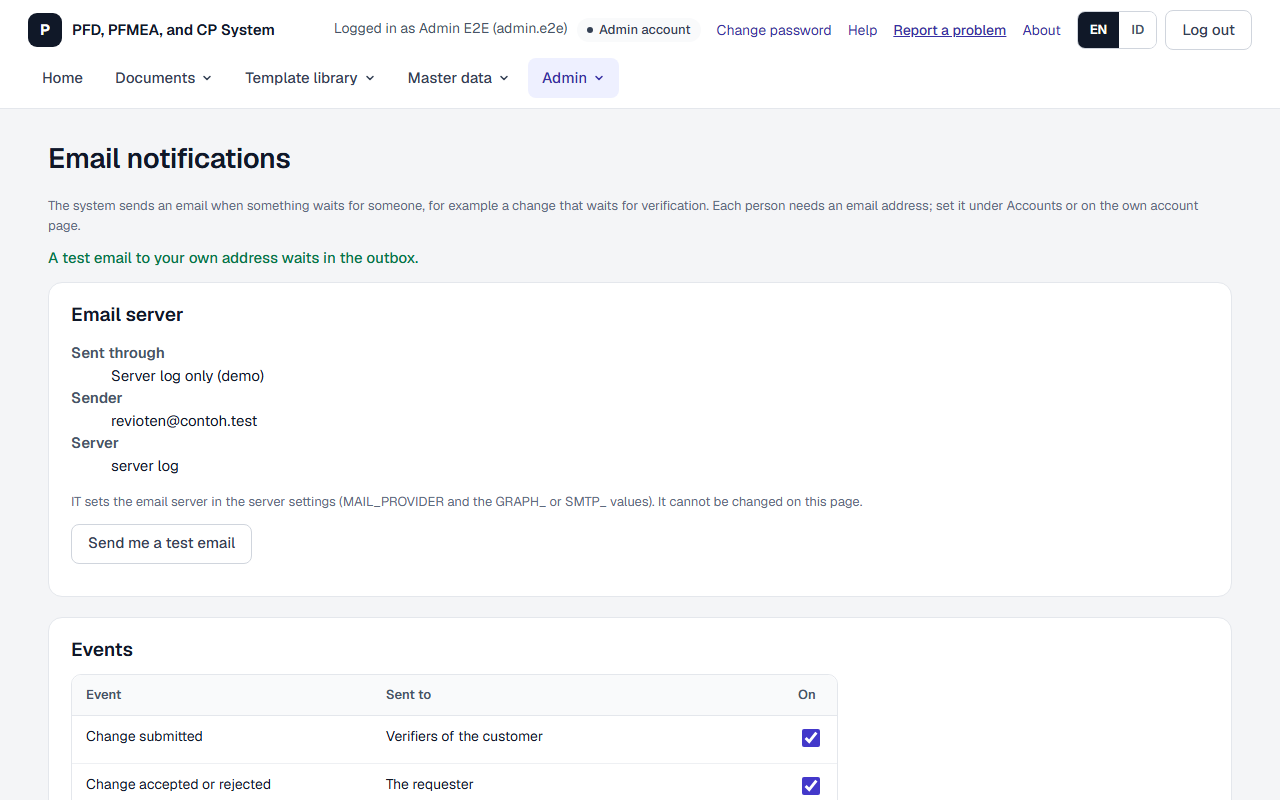 P PFD, PFMEA, and CP System Logged in as Admin E2E (admin.e2e) Admin account Change password Help Report a problem About EN ID Log out
Home Documents Template library Master data Admin
Email notifications
The system sends an email when something waits for someone, for example a change that waits for verification. Each person needs an email address; set it under Accounts or on the own account
page.
A test email to your own address waits in the outbox.
Email server
Sent through
Server log only (demo)
Sender
revioten@contoh.test
Server
server log
IT sets the email server in the server settings (MAIL_PROVIDER and the GRAPH_ or SMTP_ values). It cannot be changed on this page.
Send me a test email
Events
Event Sent to On
Change submitted Verifiers of the customer
Change accepted or rejected The requester